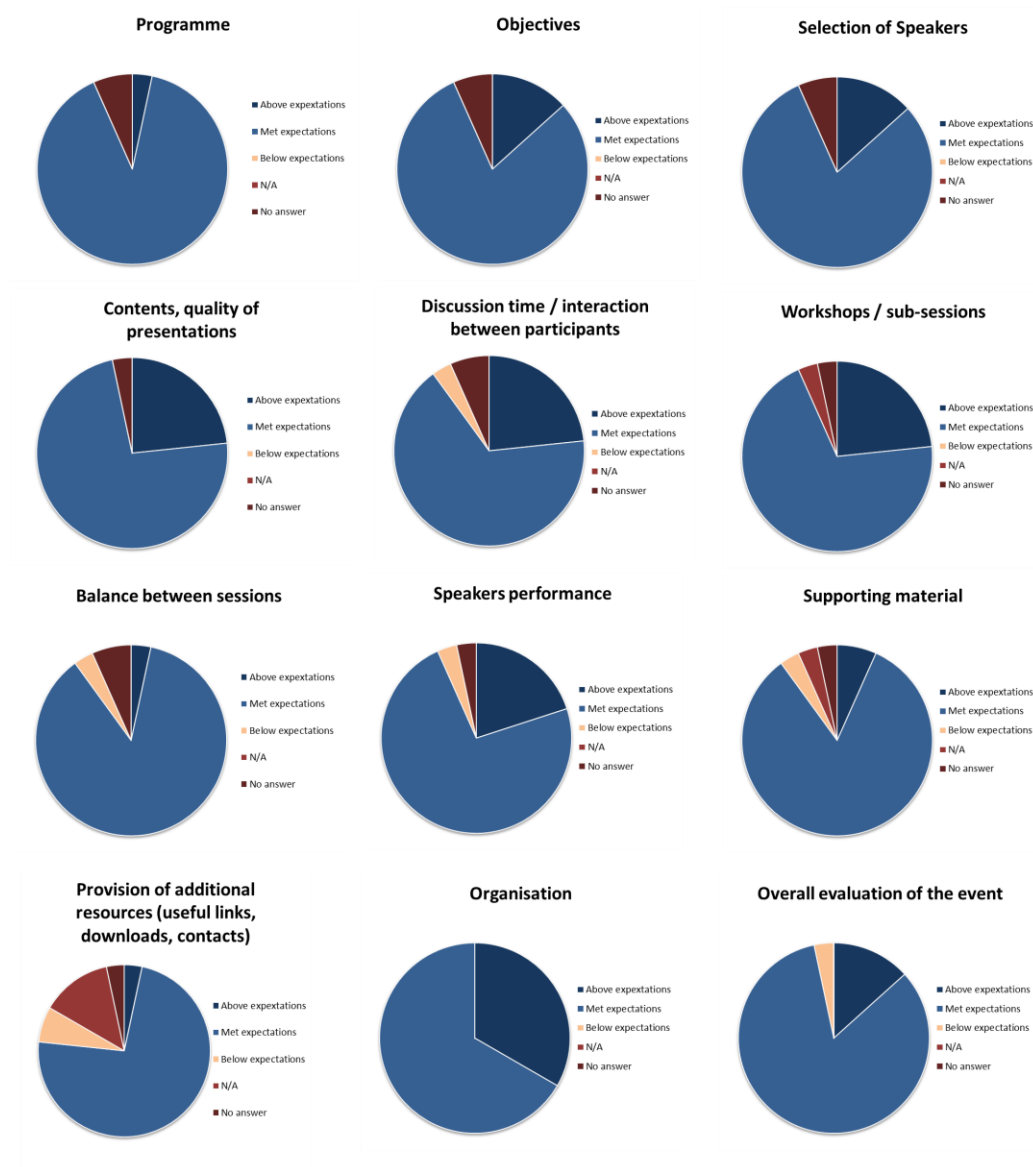 Programme
Above expextations
Met expectations
Below expectations
N/A
No answer
Objectives
Above expextations
Met expectations
Below expectations
N/A
No answer
Selection of Speakers
Above expextations
Met expectations
Below expectations
N/A
No answer
Contents, quality of
presentations
Above expextations
Met expectations
Below expectations
N/A
No answer
Discussion time / interaction
between participants
Above expextations
Met expectations
Below expectations
N/A
No answer
Workshops / sub-sessions
Above expextations
Met expectations
Below expectations
N/A
No answer
Balance between sessions
Above expextations
Met expectations
Below expectations
N/A
No answer
Speakers performance
Above expextations
Met expectations
Below expectations
N/A
No answer
Supporting material
Above expextations
Met expectations
Below expectations
N/A
No answer
Provision of additional
resources (useful links,
downloads, contacts)
Above expextations
Met expectations
Below expectations
N/A
No answer
Organisation
Above expextations
Met expectations
Below expectations
N/A
No answer
Overall evaluation of the event
Above expextations
Met expectations
Below expectations
N/A
No answer